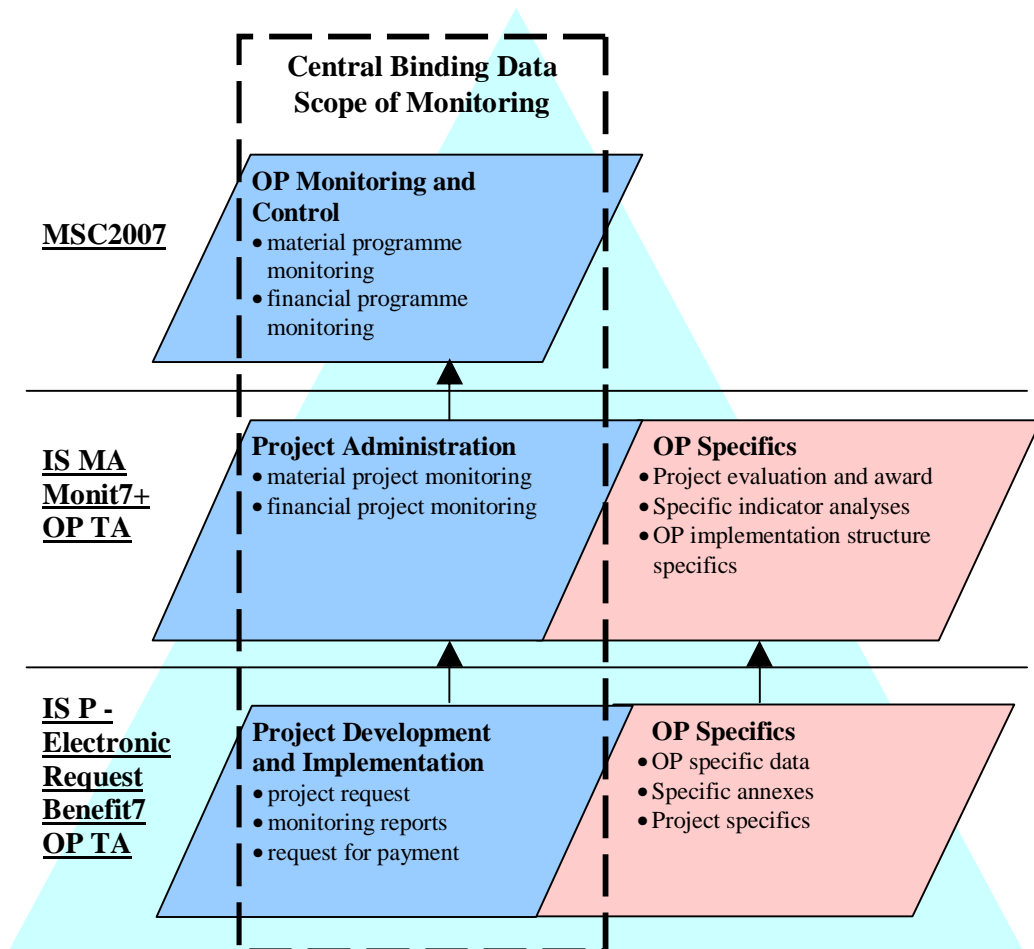 Central Binding Data
Scope of Monitoring
MSC2007
OP Monitoring and
Control
• material programme
monitoring
• financial programme
monitoring
IS MA
Monit7+
OP TA
Project Administration
• material project monitoring
• financial project monitoring
OP Specifics
• Project evaluation and award
• Specific indicator analyses
• OP implementation structure
specifics
IS P -
Electronic
Request
Benefit7
OP TA
Project Development
and Implementation
• project request
• monitoring reports
• request for payment
OP Specifics
• OP specific data
• Specific annexes
• Project specifics